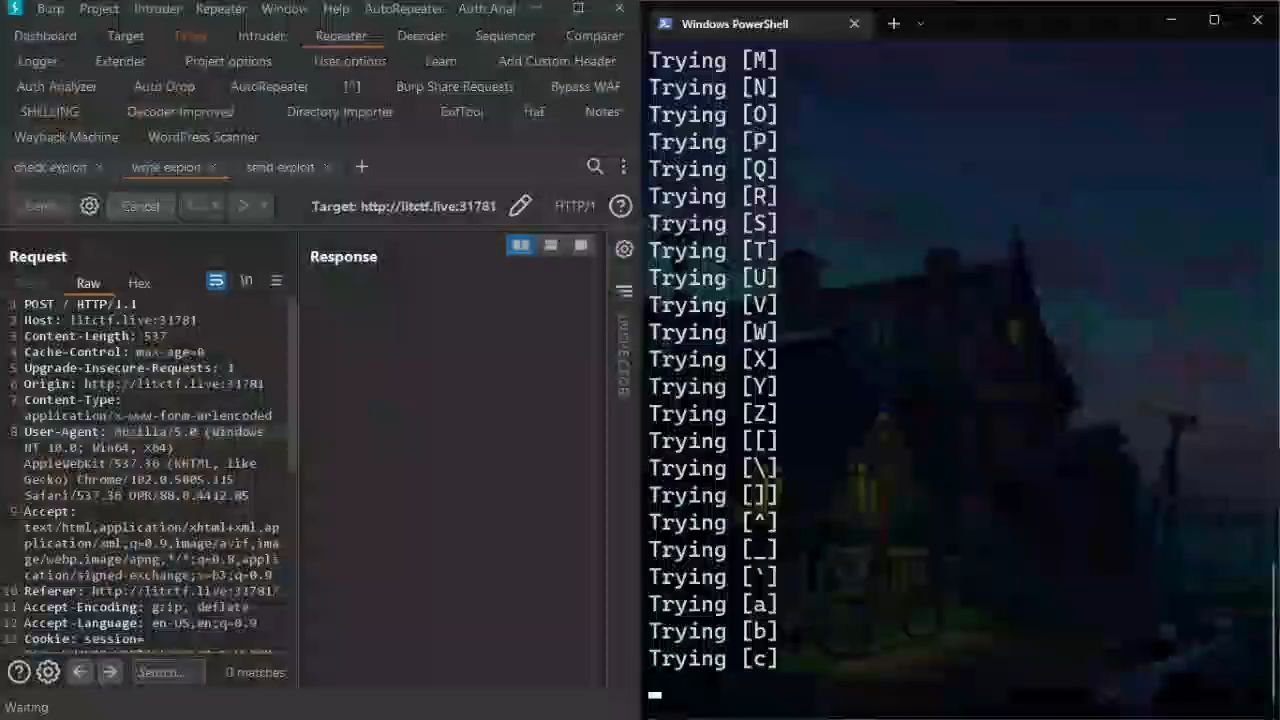 Burp Project Intruder Repeater Window Help AutoRepeater Auth Anal
Dashboard Target Proxy Intruder Repeater Decoder Sequencer Comparer
Logger Extender Project options User options Learn Add Custom Header
Auth Analyzer Auto Drop AutoRepeater Burp Share Requests Bypass WAF
SHELLING Decoder Improved Directory Importer ExifTool HaE Notes
Wayback Machine WordPress Scanner
check exploit × write exploit × send exploit × +
Send Cancel < > Target: http://litctf.live:31781 HTTP/1
Request
Raw Hex \n
1 POST / HTTP/1.1
2 Host: litctf.live:31781
3 Content-Length: 537
4 Cache-Control: max-age=0
5 Upgrade-Insecure-Requests: 1
6 Origin: http://litctf.live:31781
7 Content-Type:
application/x-www-form-urlencoded
8 User-Agent: Mozilla/5.0 (Windows
NT 10.0; Win64; x64)
AppleWebKit/537.36 (KHTML, like
Gecko) Chrome/102.0.5005.115
Safari/537.36 OPR/88.0.4412.85
9 Accept:
text/html,application/xhtml+xml,ap
plication/xml;q=0.9,image/avif,ima
ge/webp,image/apng,*/*;q=0.8,appli
cation/signed-exchange;v=b3;q=0.9
10 Referer: http://litctf.live:31781/
11 Accept-Encoding: gzip, deflate
12 Accept-Language: en-US,en;q=0.9
13 Cookie: session=
Search... 0 matches
Waiting
Response
INSPECTOR
Windows PowerShell
Trying [M]
Trying [N]
Trying [O]
Trying [P]
Trying [Q]
Trying [R]
Trying [S]
Trying [T]
Trying [U]
Trying [V]
Trying [W]
Trying [X]
Trying [Y]
Trying [Z]
Trying [[]
Trying [\]
Trying []]
Trying [^]
Trying [_]
Trying [`]
Trying [a]
Trying [b]
Trying [c]